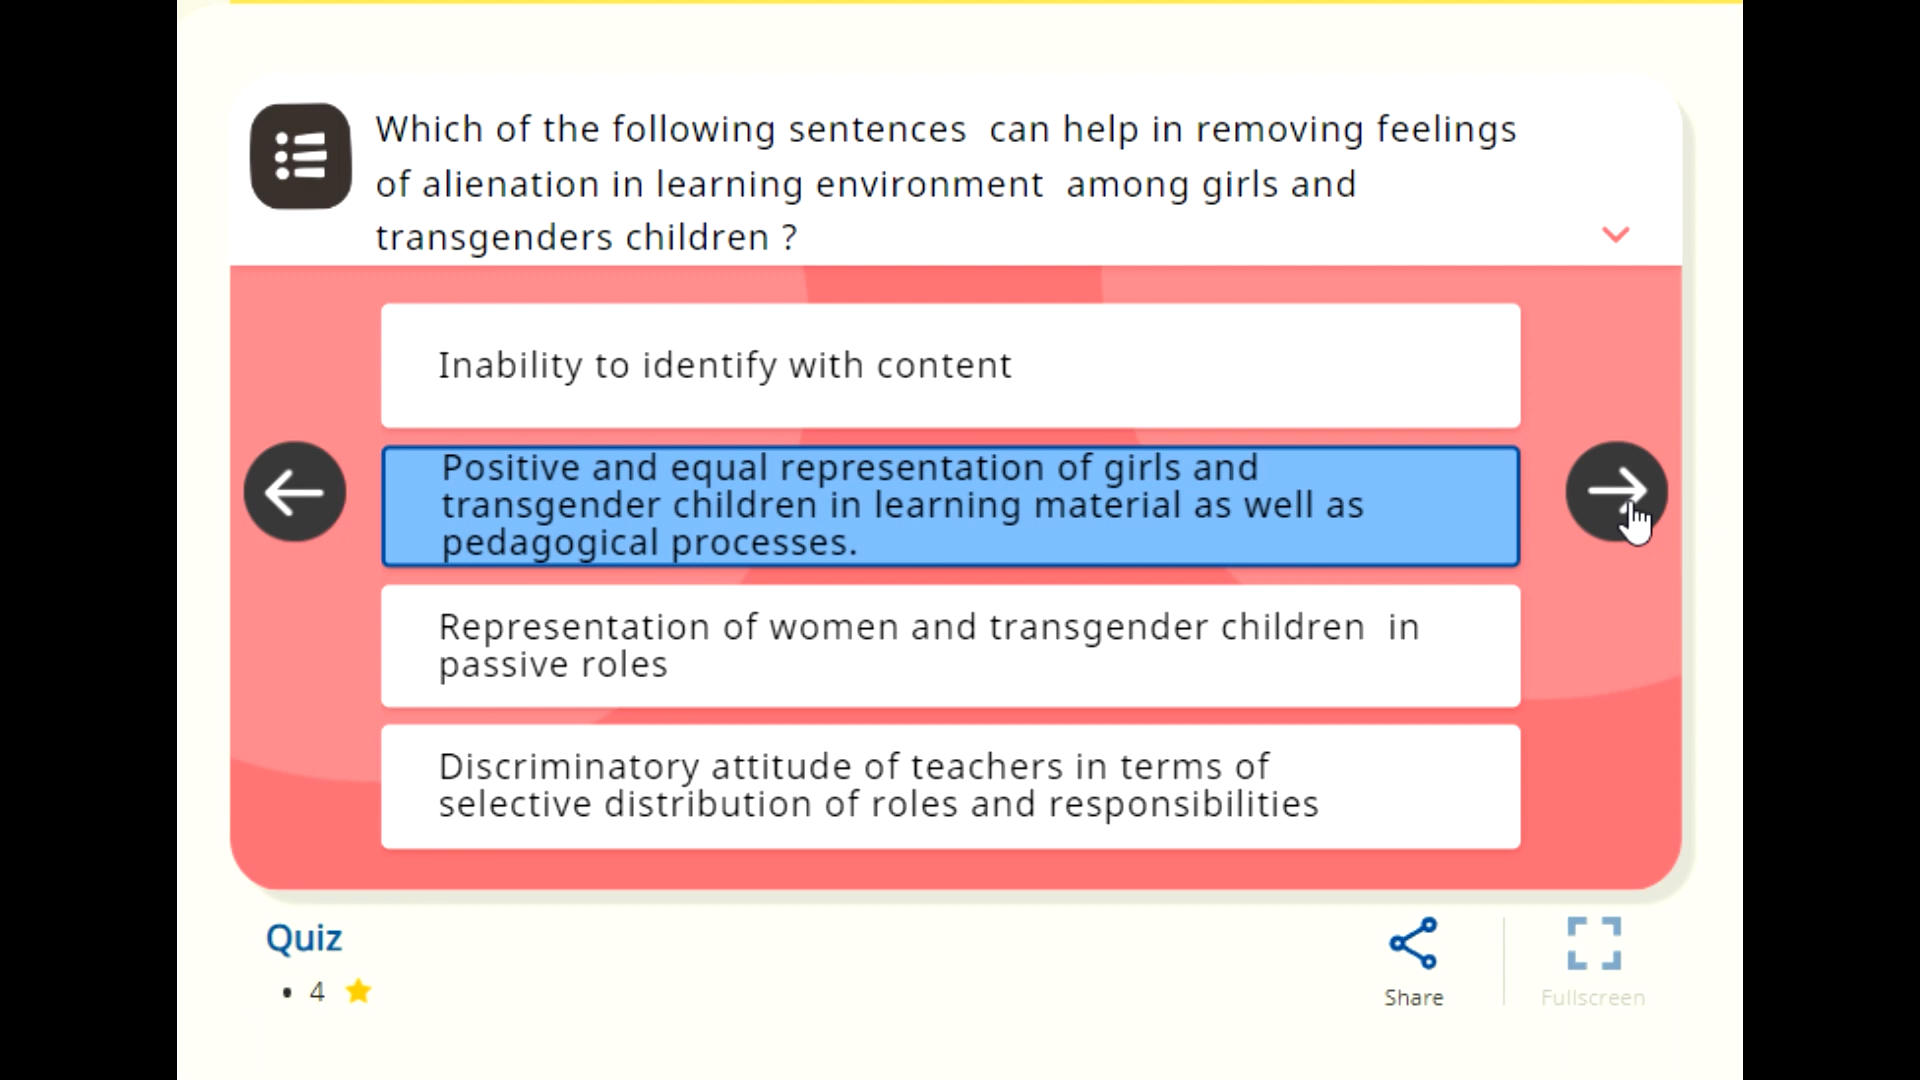 Which of the following sentences  can help in removing feelings
of alienation in learning environment  among girls and
transgenders children ?
Inability to identify with content
Positive and equal representation of girls and
transgender children in learning material as well as
pedagogical processes.
Representation of women and transgender children  in
passive roles
Discriminatory attitude of teachers in terms of
selective distribution of roles and responsibilities
Quiz
• 4
Share
Fullscreen